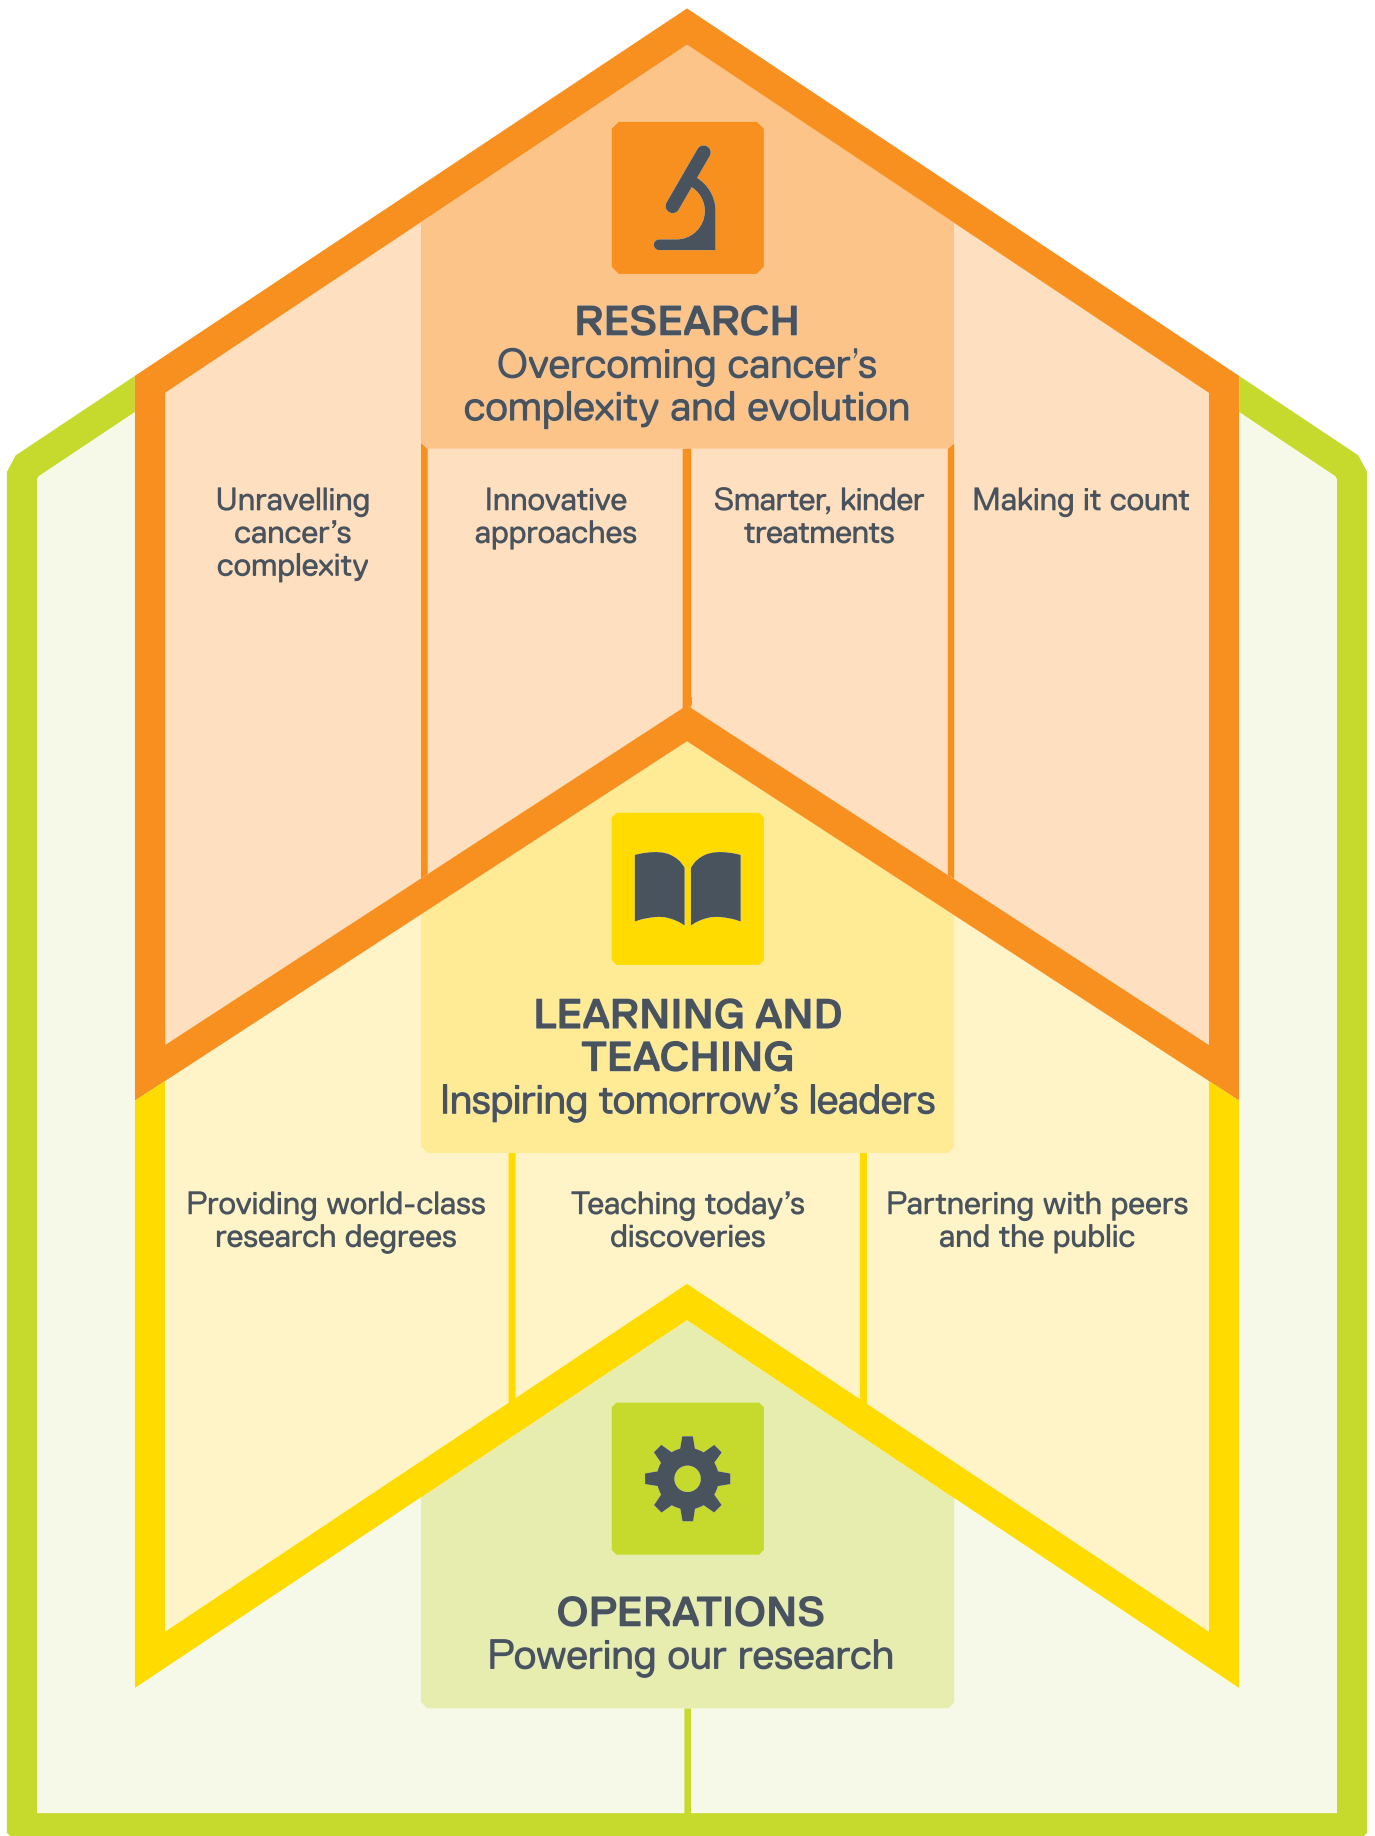 RESEARCH
Overcoming cancer’s
complexity and evolution
Unravelling
cancer’s
complexity
Innovative
approaches
Smarter, kinder
treatments
Making it count
LEARNING AND
TEACHING
Inspiring tomorrow’s leaders
Providing world-class
research degrees
Teaching today’s
discoveries
Partnering with peers
and the public
OPERATIONS
Powering our research